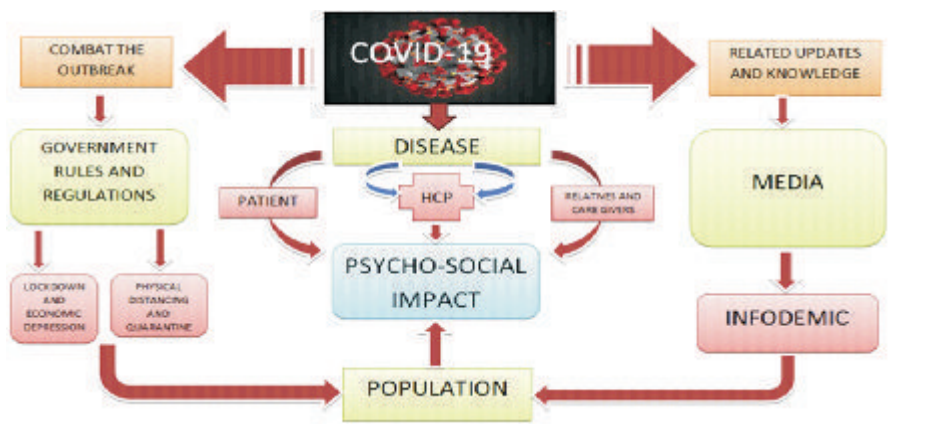 COVID-19
COMBAT THE
OUTBREAK
RELATED UPDATES
AND KNOWLEDGE
DISEASE
GOVERNMENT
RULES AND
REGULATIONS
PATIENT
HCP
RELATIVES AND
CARE GIVERS
MEDIA
PSYCHO-SOCIAL
IMPACT
LOCKDOWN
AND
ECONOMIC
DEPRESSION
PHYSICAL
DISTANCING
AND
QUARANTINE
INFODEMIC
POPULATION